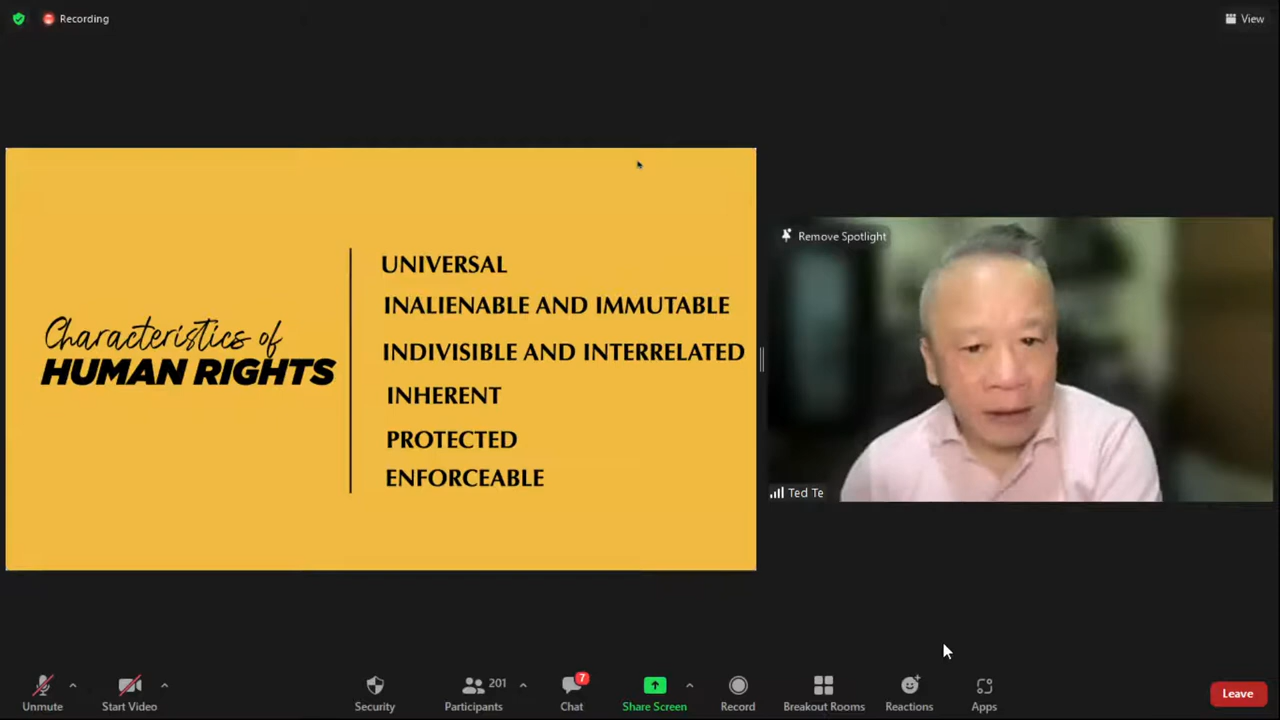 Recording
View
Characteristics of
HUMAN RIGHTS
UNIVERSAL
INALIENABLE AND IMMUTABLE
INDIVISIBLE AND INTERRELATED
INHERENT
PROTECTED
ENFORCEABLE
Remove Spotlight
Ted Te
Unmute
Start Video
Security
201
Participants
7
Chat
Share Screen
Record
Breakout Rooms
Reactions
Apps
Leave